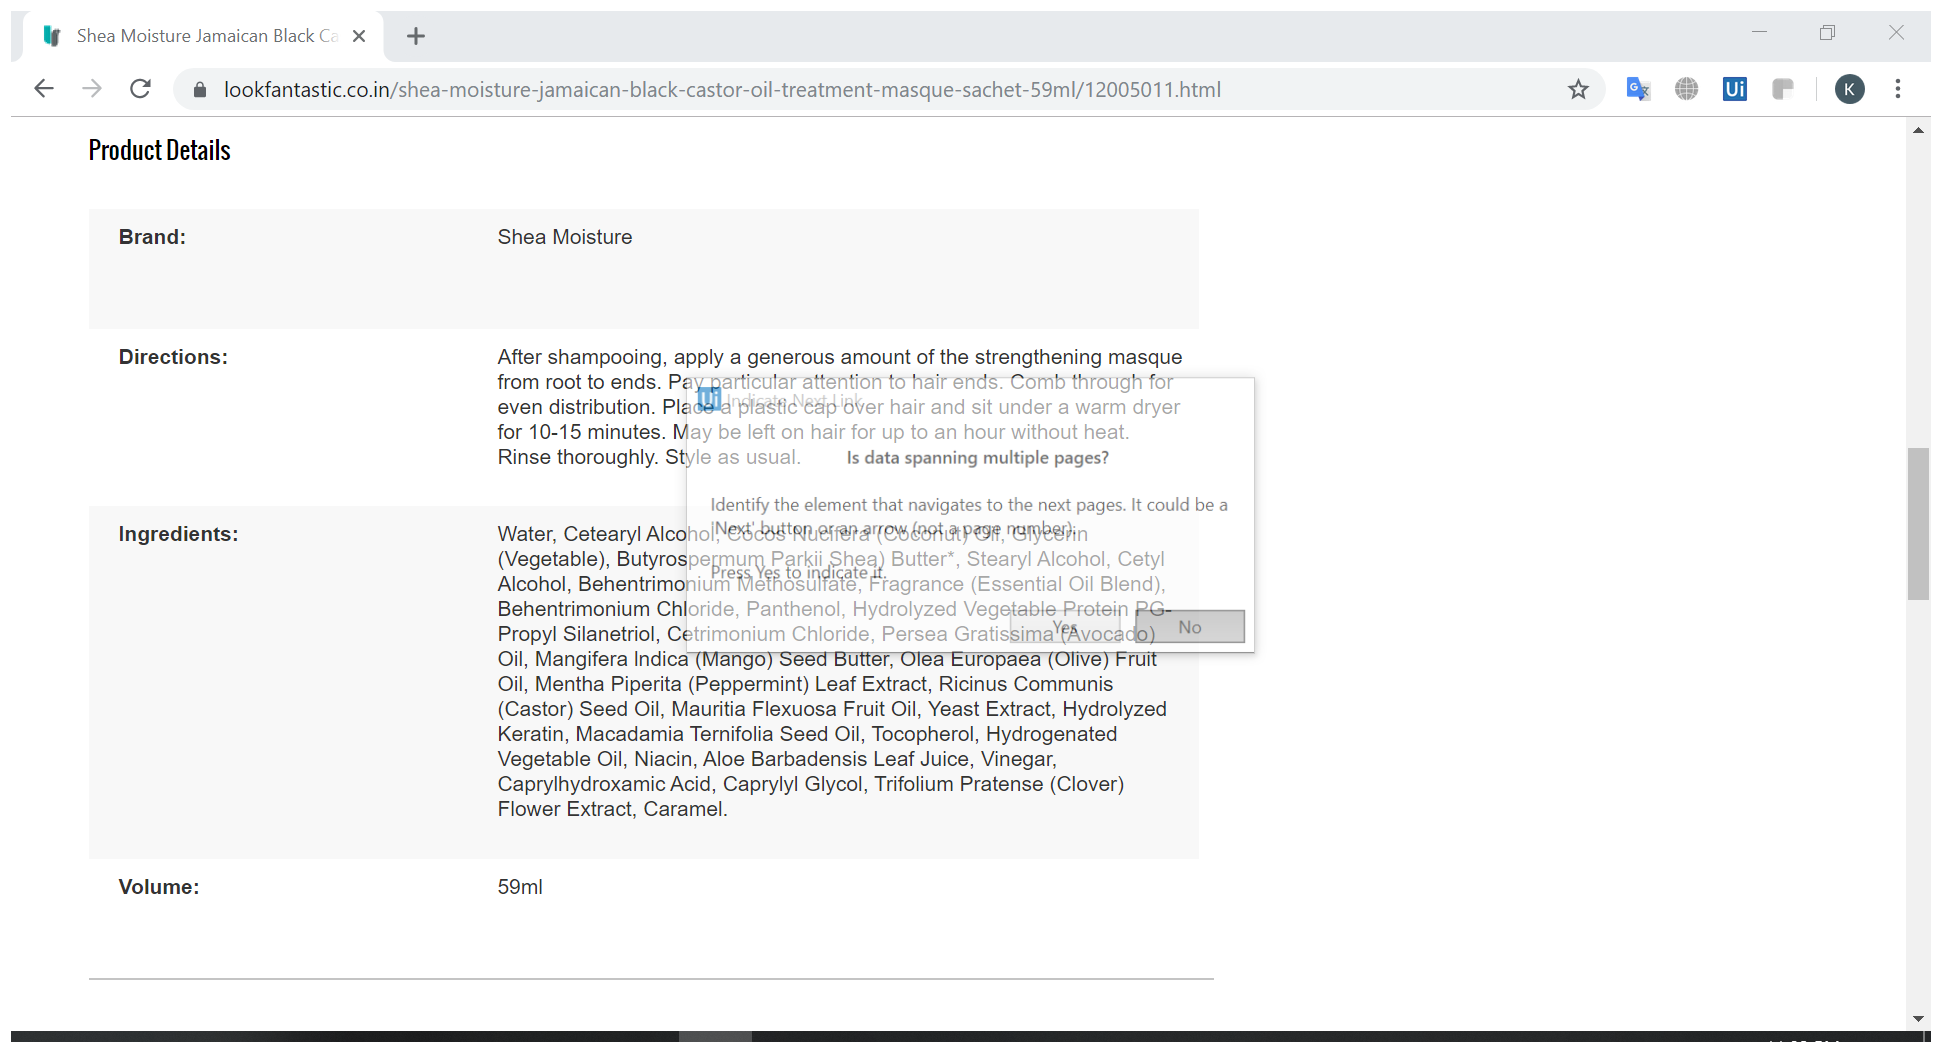 Shea Moisture Jamaican Black Ca
lookfantastic.co.in/shea-moisture-jamaican-black-castor-oil-treatment-masque-sachet-59ml/12005011.html
Ui
K
Product Details
Brand:
Shea Moisture
Directions:
After shampooing, apply a generous amount of the strengthening masque
from root to ends. Pay particular attention to hair ends. Comb through for
even distribution. Place a plastic cap over hair and sit under a warm dryer
for 10-15 minutes. May be left on hair for up to an hour without heat.
Rinse thoroughly. Style as usual.
Ui Indicate Next Link
Is data spanning multiple pages?
Identify the element that navigates to the next pages. It could be a
'Next' button or an arrow (not a page number).
Press Yes to indicate it.
Yes
No
Ingredients:
Water, Cetearyl Alcohol, Cocos Nucifera (Coconut) Oil, Glycerin
(Vegetable), Butyrospermum Parkii Shea) Butter*, Stearyl Alcohol, Cetyl
Alcohol, Behentrimonium Methosulfate, Fragrance (Essential Oil Blend),
Behentrimonium Chloride, Panthenol, Hydrolyzed Vegetable Protein PG-
Propyl Silanetriol, Cetrimonium Chloride, Persea Gratissima (Avocado)
Oil, Mangifera Indica (Mango) Seed Butter, Olea Europaea (Olive) Fruit
Oil, Mentha Piperita (Peppermint) Leaf Extract, Ricinus Communis
(Castor) Seed Oil, Mauritia Flexuosa Fruit Oil, Yeast Extract, Hydrolyzed
Keratin, Macadamia Ternifolia Seed Oil, Tocopherol, Hydrogenated
Vegetable Oil, Niacin, Aloe Barbadensis Leaf Juice, Vinegar,
Caprylhydroxamic Acid, Caprylyl Glycol, Trifolium Pratense (Clover)
Flower Extract, Caramel.
Volume:
59ml